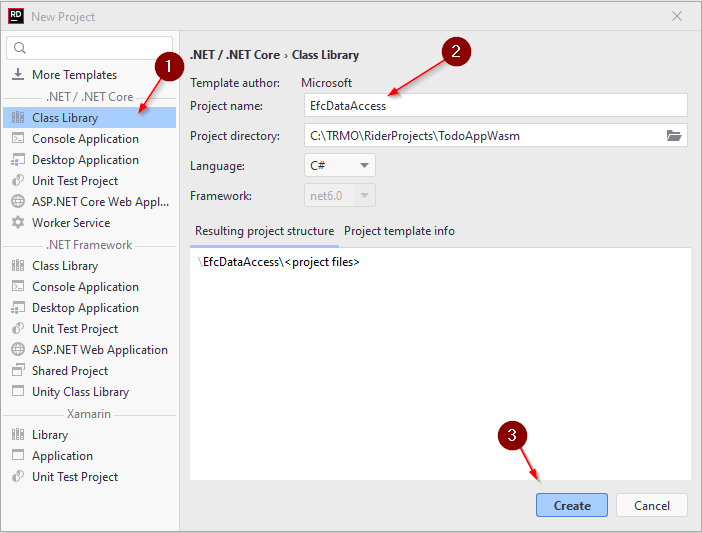 RD New Project
More Templates
.NET / .NET Core
Class Library
Console Application
Desktop Application
Unit Test Project
ASP.NET Core Web Appl...
Worker Service
.NET Framework
Class Library
Console Application
Desktop Application
Unit Test Project
ASP.NET Web Application
Shared Project
Unity Class Library
Xamarin
Library
Application
Unit Test Project
1
.NET / .NET Core › Class Library
2
Template author: Microsoft
Project name: EfcDataAccess
Project directory: C:\TRMO\RiderProjects\TodoAppWasm
Language: C#
Framework: net6.0
Resulting project structure Project template info
\EfcDataAccess\<project files>
3
Create Cancel